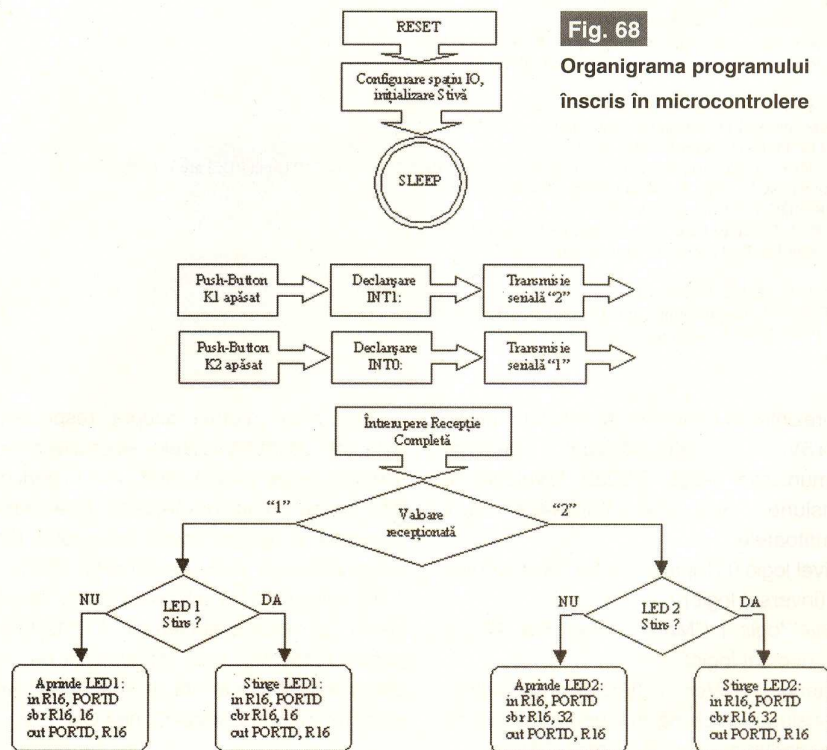 RESET
Fig. 68
Organigrama programului
înscris în microcontrolere
Configurare spațiu IO,
inițializare Stivă
SLEEP
Push-Button
K1 apăsat
Declanșare
INT1:
Transmisie
serială "2"
Push-Button
K2 apăsat
Declanșare
INT0:
Transmisie
serială "1"
Întrerupere Recepție
Completă
"1"
Valoare
recepționată
"2"
NU
LED 1
Stins ?
DA
NU
LED 2
Stins ?
DA
Aprinde LED1:
in R16, PORTD
sbr R16, 16
out PORTD, R16
Stinge LED1:
in R16, PORTD
cbr R16, 16
out PORTD, R16
Aprinde LED2:
in R16, PORTD
sbr R16, 32
out PORTD, R16
Stinge LED2:
in R16, PORTD
cbr R16, 32
out PORTD, R16